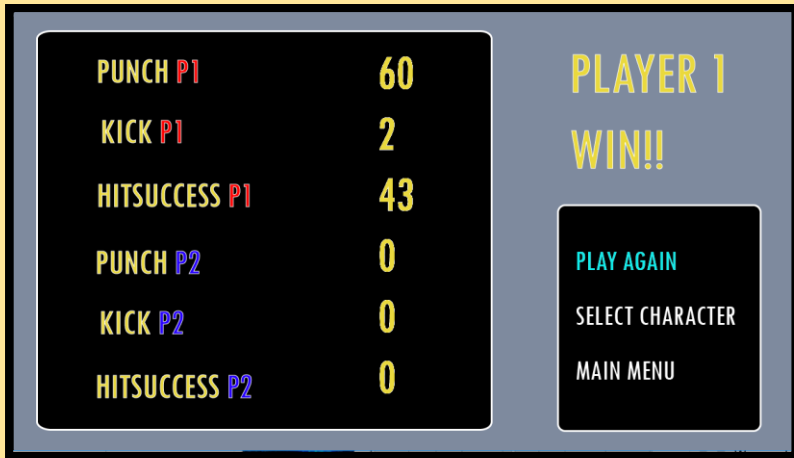 PUNCH P1 60
KICK P1 2
HITSUCCESS P1 43
PUNCH P2 0
KICK P2 0
HITSUCCESS P2 0
PLAYER 1
WIN!!
PLAY AGAIN
SELECT CHARACTER
MAIN MENU